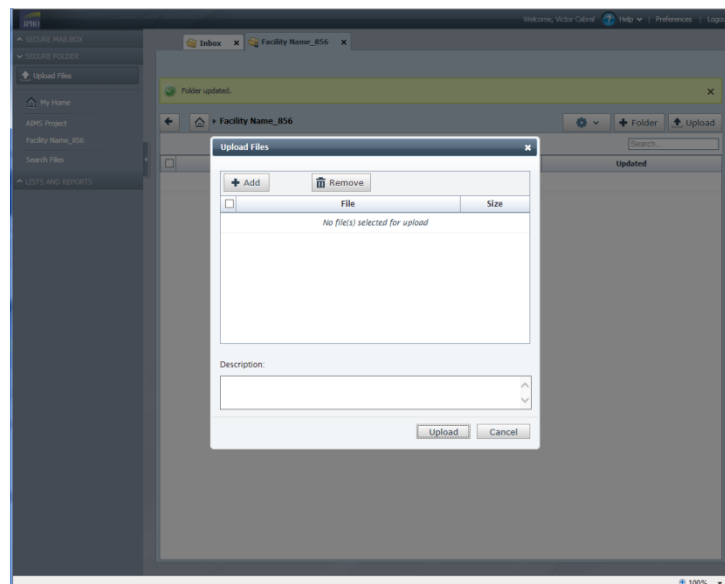 Welcome, Victor Cabral Help Preferences Logou
SECURE MAILBOX
SECURE FOLDER
Upload Files
My Home
AIMS Project
Facility Name_856
Search Files
LISTS AND REPORTS
Inbox x Facility Name_856 x
Folder updated.
Facility Name_856
+ Folder Upload
Search...
Updated
Upload Files x
+ Add Remove
File Size
No file(s) selected for upload
Description:
Upload Cancel
100%